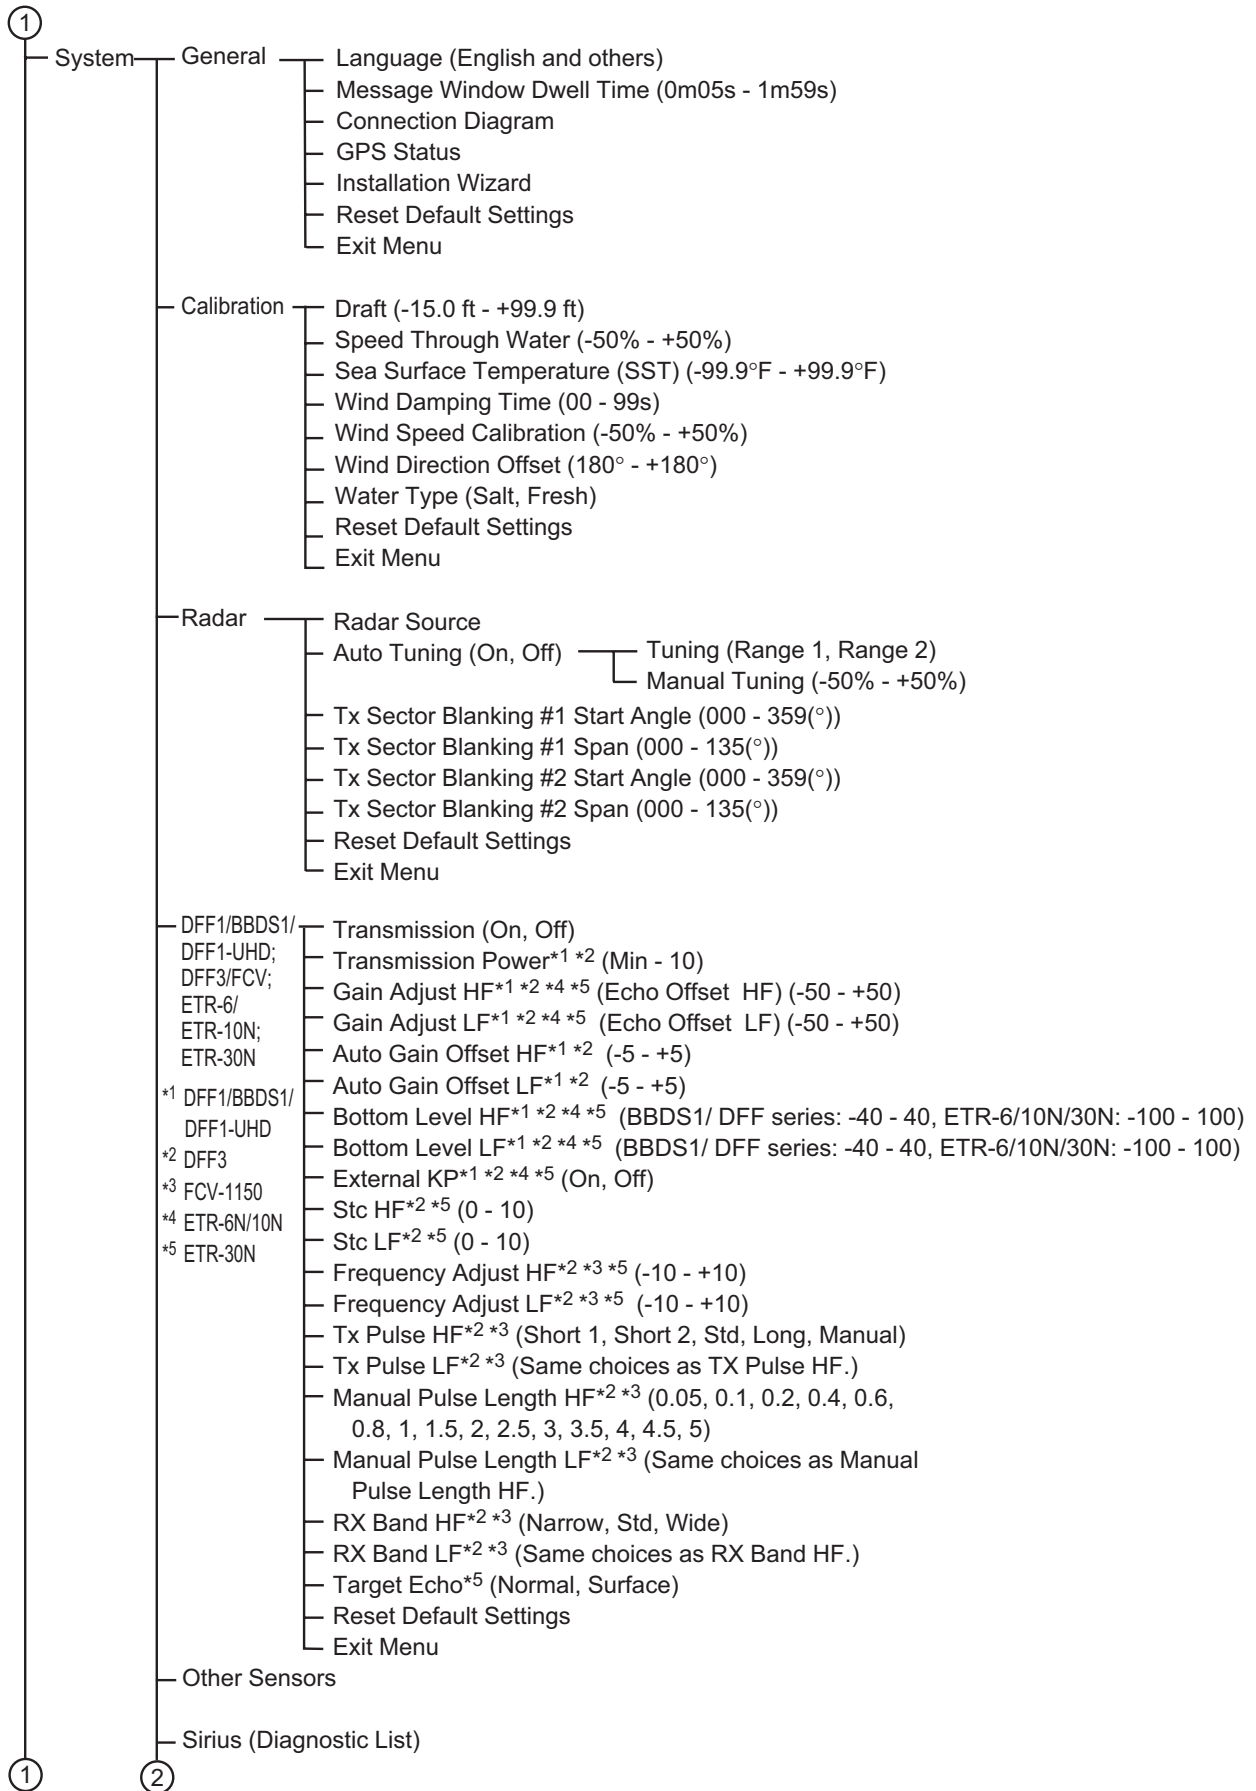 1
System
General
Language (English and others)
Message Window Dwell Time (0m05s - 1m59s)
Connection Diagram
GPS Status
Installation Wizard
Reset Default Settings
Exit Menu
Calibration
Draft (-15.0 ft - +99.9 ft)
Speed Through Water (-50% - +50%)
Sea Surface Temperature (SST) (-99.9°F - +99.9°F)
Wind Damping Time (00 - 99s)
Wind Speed Calibration (-50% - +50%)
Wind Direction Offset (180° - +180°)
Water Type (Salt, Fresh)
Reset Default Settings
Exit Menu
Radar
Radar Source
Auto Tuning (On, Off)
Tuning (Range 1, Range 2)
Manual Tuning (-50% - +50%)
Tx Sector Blanking #1 Start Angle (000 - 359(°))
Tx Sector Blanking #1 Span (000 - 135(°))
Tx Sector Blanking #2 Start Angle (000 - 359(°))
Tx Sector Blanking #2 Span (000 - 135(°))
Reset Default Settings
Exit Menu
DFF1/BBDS1/
DFF1-UHD;
DFF3/FCV;
ETR-6/
ETR-10N;
ETR-30N
*1 DFF1/BBDS1/
DFF1-UHD
*2 DFF3
*3 FCV-1150
*4 ETR-6N/10N
*5 ETR-30N
Transmission (On, Off)
Transmission Power*1 *2 (Min - 10)
Gain Adjust HF*1 *2 *4 *5 (Echo Offset HF) (-50 - +50)
Gain Adjust LF*1 *2 *4 *5 (Echo Offset LF) (-50 - +50)
Auto Gain Offset HF*1 *2 (-5 - +5)
Auto Gain Offset LF*1 *2 (-5 - +5)
Bottom Level HF*1 *2 *4 *5 (BBDS1/ DFF series: -40 - 40, ETR-6/10N/30N: -100 - 100)
Bottom Level LF*1 *2 *4 *5 (BBDS1/ DFF series: -40 - 40, ETR-6/10N/30N: -100 - 100)
External KP*1 *2 *4 *5 (On, Off)
Stc HF*2 *5 (0 - 10)
Stc LF*2 *5 (0 - 10)
Frequency Adjust HF*2 *3 *5 (-10 - +10)
Frequency Adjust LF*2 *3 *5 (-10 - +10)
Tx Pulse HF*2 *3 (Short 1, Short 2, Std, Long, Manual)
Tx Pulse LF*2 *3 (Same choices as TX Pulse HF.)
Manual Pulse Length HF*2 *3 (0.05, 0.1, 0.2, 0.4, 0.6,
0.8, 1, 1.5, 2, 2.5, 3, 3.5, 4, 4.5, 5)
Manual Pulse Length LF*2 *3 (Same choices as Manual
Pulse Length HF.)
RX Band HF*2 *3 (Narrow, Std, Wide)
RX Band LF*2 *3 (Same choices as RX Band HF.)
Target Echo*5 (Normal, Surface)
Reset Default Settings
Exit Menu
Other Sensors
Sirius (Diagnostic List)
1
2